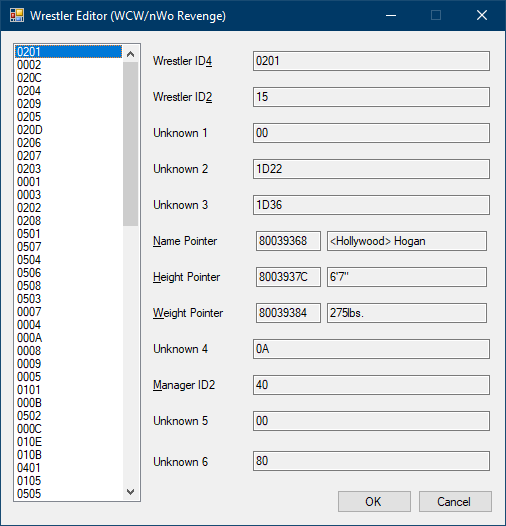 Wrestler Editor (WCW/nWo Revenge)
0201
0002
020C
0204
0209
0205
020D
0206
0207
0203
0001
0003
0202
0208
0501
0507
0504
0506
0508
0503
0007
0004
000A
0008
0009
0005
0101
000B
0502
000C
010E
010B
0401
0105
0505
Wrestler ID4 0201
Wrestler ID2 15
Unknown 1 00
Unknown 2 1D22
Unknown 3 1D36
Name Pointer 80039368 <Hollywood> Hogan
Height Pointer 8003937C 6'7"
Weight Pointer 80039384 275lbs.
Unknown 4 0A
Manager ID2 40
Unknown 5 00
Unknown 6 80
OK Cancel